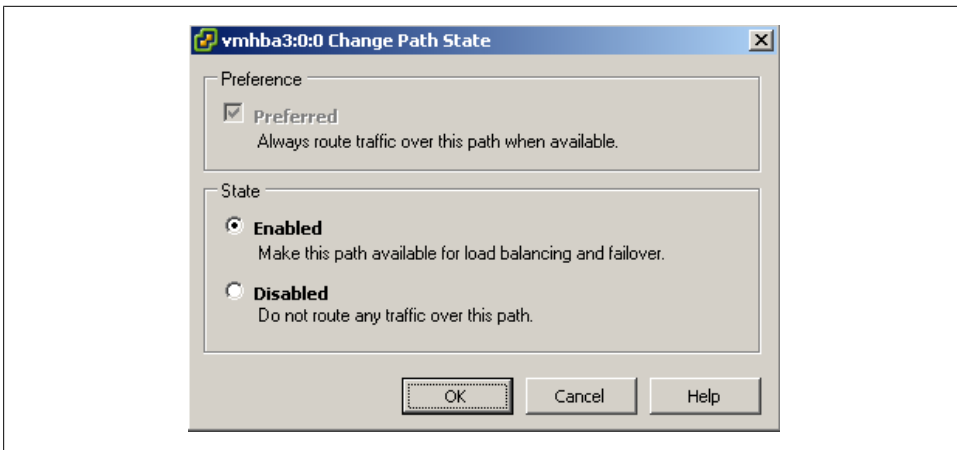 vmhba3:0:0 Change Path State
Preference
Preferred
Always route traffic over this path when available.
State
Enabled
Make this path available for load balancing and failover.
Disabled
Do not route any traffic over this path.
OK
Cancel
Help